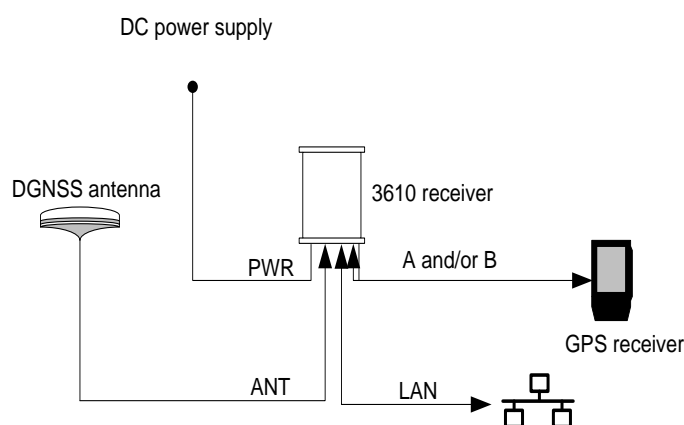 DC power supply
DGNSS antenna
3610 receiver
PWR
A and/or B
GPS receiver
ANT
LAN